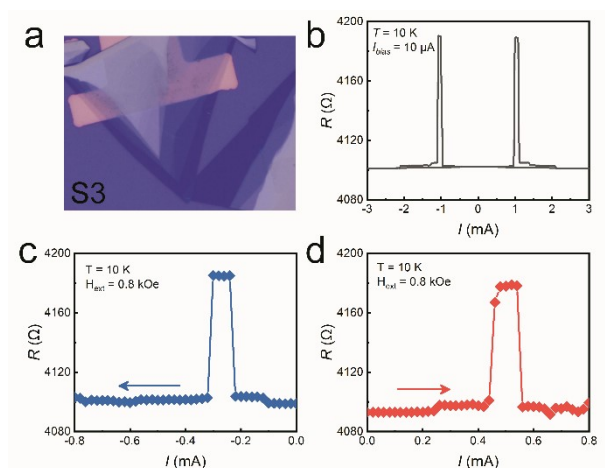 a
S3
b
T = 10 K
I_bias = 10 μA
4200
4160
4120
4080
R (Ω)
-3 -2 -1 0 1 2 3
I (mA)
c
T = 10 K
H_ext = 0.8 kOe
4200
4160
4120
4080
R (Ω)
-0.8 -0.6 -0.4 -0.2 0.0
I (mA)
d
T = 10 K
H_ext = 0.8 kOe
4200
4160
4120
4080
R (Ω)
0.0 0.2 0.4 0.6 0.8
I (mA)